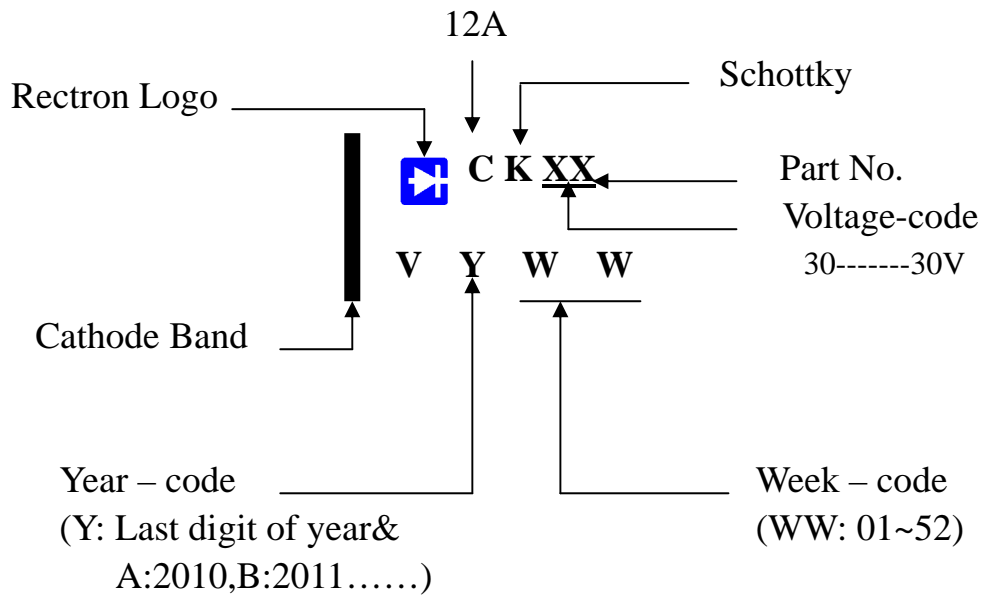 12A
Schottky
Rectron Logo
C K XX
Part No.
Voltage-code
30-------30V
V Y W W
Cathode Band
Year – code
(Y: Last digit of year&
A:2010,B:2011……)
Week – code
(WW: 01~52)